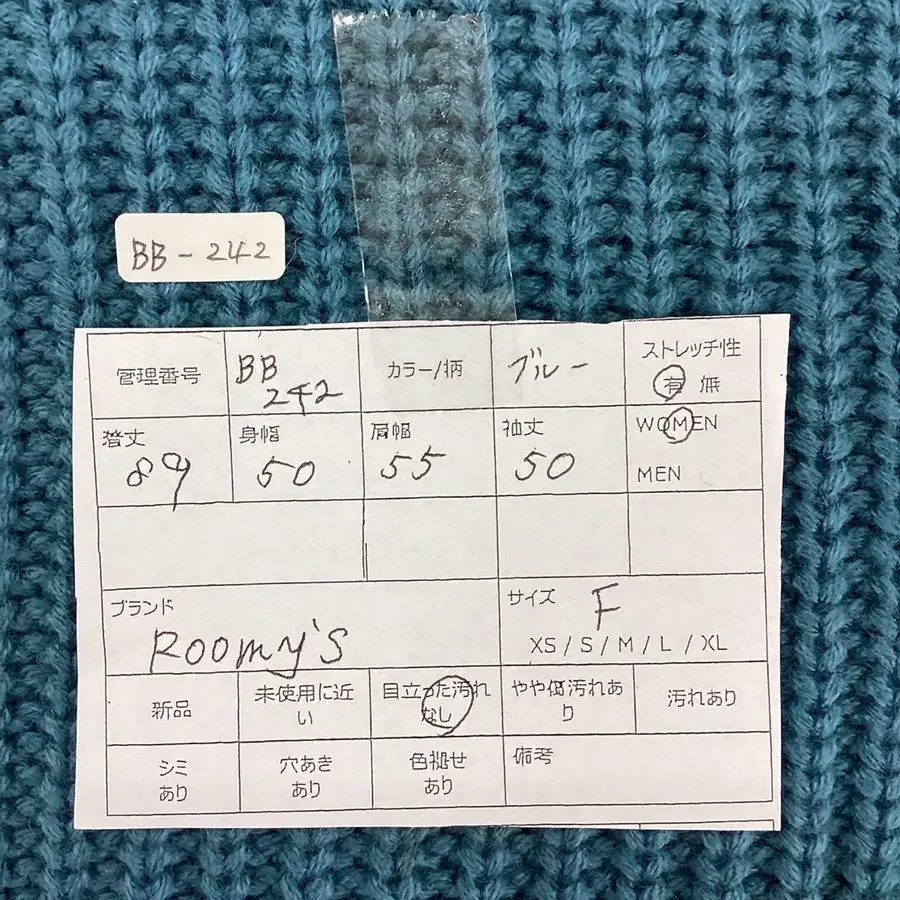 BB-242
管理番号
BB
242
カラー/柄
ブルー
ストレッチ性
有 無
着丈
89
身幅
50
肩幅
55
袖丈
50
WOMEN
MEN
ブランド
ROOMy's
サイズ
F
XS / S / M / L / XL
新品
未使用に近
い
目立った汚れ
なし
やや傷汚れあ
り
汚れあり
シミ
あり
穴あき
あり
色褪せ
あり
備考